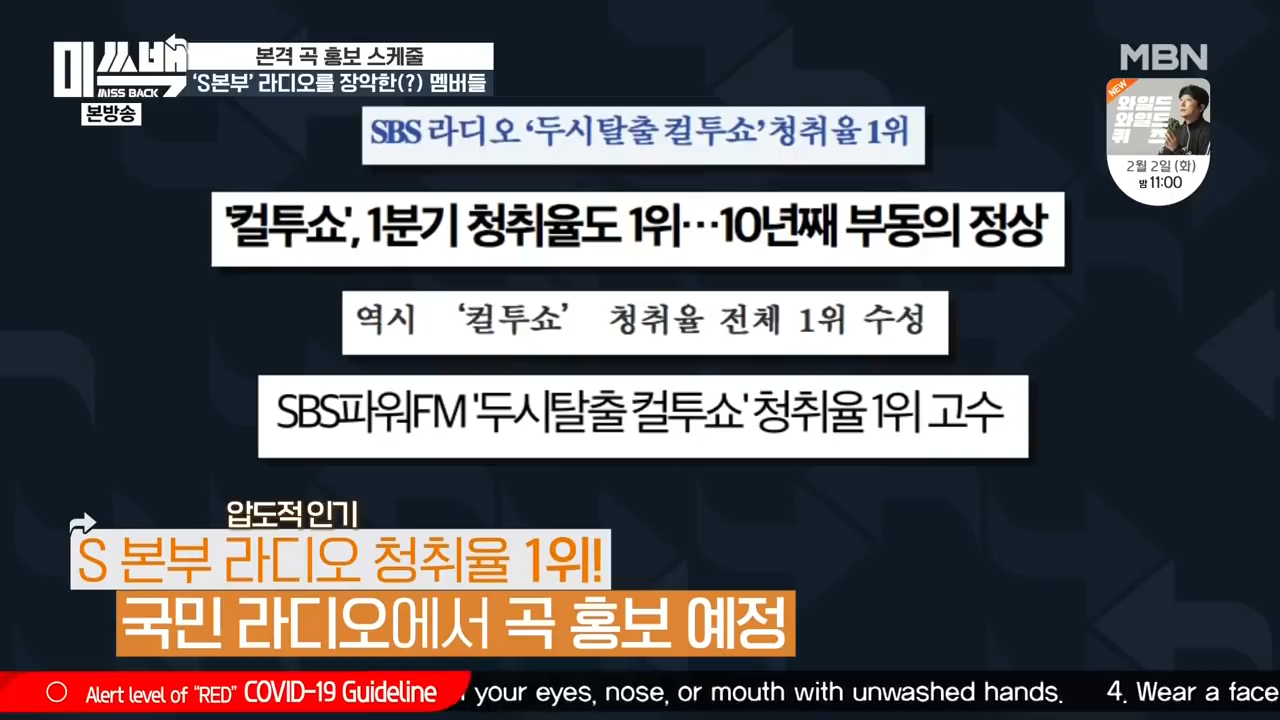 미쓰백
MISS BACK
본방송
본격 곡 홍보 스케줄
‘S본부’ 라디오를 장악한(?) 멤버들
MBN
NEW
와일드
와일드
퀴즈
2월 2일 (화)
밤 11:00
SBS 라디오 ‘두시탈출 컬투쇼’ 청취율 1위
'컬투쇼', 1분기 청취율도 1위…10년째 부동의 정상
역시 ‘컬투쇼’ 청취율 전체 1위 수성
SBS파워FM '두시탈출 컬투쇼' 청취율 1위 고수
압도적 인기
S 본부 라디오 청취율 1위!
국민 라디오에서 곡 홍보 예정
Alert level of “RED” COVID-19 Guideline
your eyes, nose, or mouth with unwashed hands. 4. Wear a face